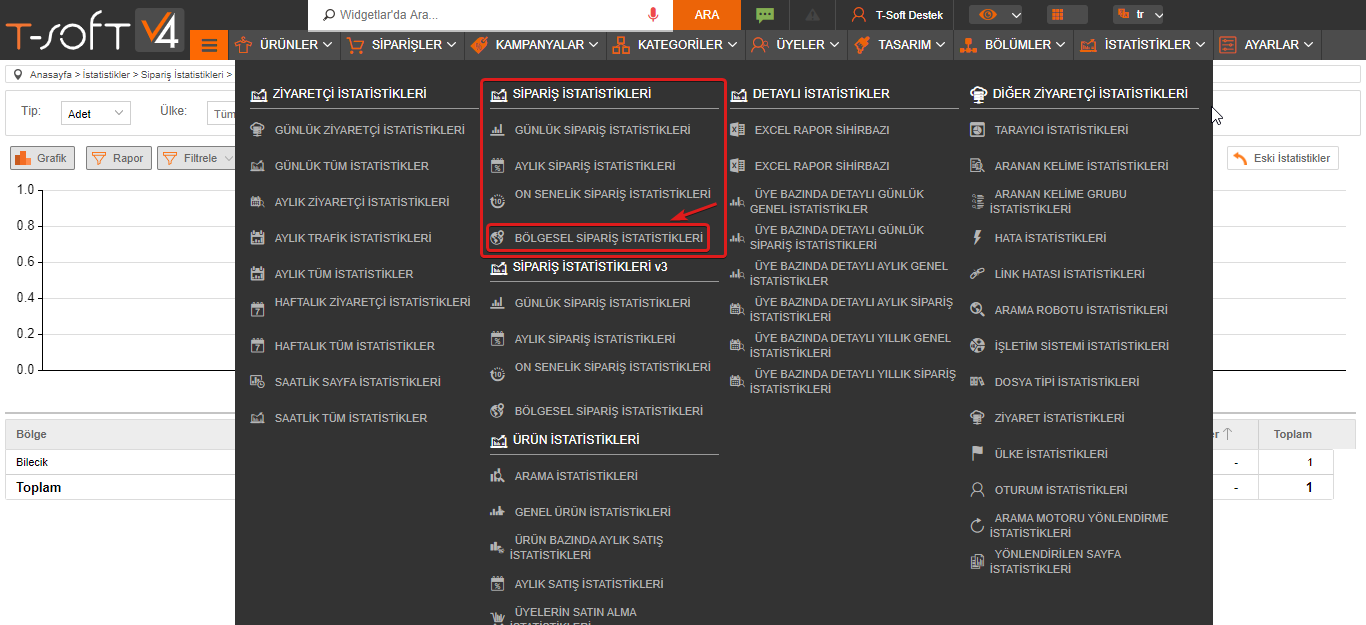 T-SOFT V4
Widgetlar'da Ara...
ARA
T-Soft Destek
tr
ÜRÜNLER
SİPARİŞLER
KAMPANYALAR
KATEGORİLER
ÜYELER
TASARIM
BÖLÜMLER
İSTATİSTİKLER
AYARLAR
Anasayfa > İstatistikler > Sipariş İstatistikleri >
Tip:
Adet
Ülke:
Tüm
Grafik
Rapor
Filtrele
Eski İstatistikler
1.0
0.8
0.6
0.4
0.2
0.0
Bölge
Toplam
Bilecik
-
1
Toplam
-
1
ZİYARETÇİ İSTATİSTİKLERİ
GÜNLÜK ZİYARETÇİ İSTATİSTİKLERİ
GÜNLÜK TÜM İSTATİSTİKLER
AYLIK ZİYARETÇİ İSTATİSTİKLERİ
AYLIK TRAFİK İSTATİSTİKLERİ
AYLIK TÜM İSTATİSTİKLER
HAFTALIK ZİYARETÇİ İSTATİSTİKLERİ
HAFTALIK TÜM İSTATİSTİKLER
SAATLİK SAYFA İSTATİSTİKLERİ
SAATLİK TÜM İSTATİSTİKLER
SİPARİŞ İSTATİSTİKLERİ
GÜNLÜK SİPARİŞ İSTATİSTİKLERİ
AYLIK SİPARİŞ İSTATİSTİKLERİ
ON SENELİK SİPARİŞ İSTATİSTİKLERİ
BÖLGESEL SİPARİŞ İSTATİSTİKLERİ
SİPARİŞ İSTATİSTİKLERİ v3
GÜNLÜK SİPARİŞ İSTATİSTİKLERİ
AYLIK SİPARİŞ İSTATİSTİKLERİ
ON SENELİK SİPARİŞ İSTATİSTİKLERİ
BÖLGESEL SİPARİŞ İSTATİSTİKLERİ
ÜRÜN İSTATİSTİKLERİ
ARAMA İSTATİSTİKLERİ
GENEL ÜRÜN İSTATİSTİKLERİ
ÜRÜN BAZINDA AYLIK SATIŞ
İSTATİSTİKLERİ
AYLIK SATIŞ İSTATİSTİKLERİ
ÜYELERİN SATIN ALMA
DETAYLI İSTATİSTİKLER
EXCEL RAPOR SİHİRBAZI
EXCEL RAPOR SİHİRBAZI
ÜYE BAZINDA DETAYLI GÜNLÜK
GENEL İSTATİSTİKLER
ÜYE BAZINDA DETAYLI GÜNLÜK
SİPARİŞ İSTATİSTİKLERİ
ÜYE BAZINDA DETAYLI AYLIK GENEL
İSTATİSTİKLER
ÜYE BAZINDA DETAYLI AYLIK SİPARİŞ
İSTATİSTİKLERİ
ÜYE BAZINDA DETAYLI YILLIK GENEL
İSTATİSTİKLERİ
ÜYE BAZINDA DETAYLI YILLIK SİPARİŞ
İSTATİSTİKLERİ
DİĞER ZİYARETÇİ İSTATİSTİKLERİ
TARAYICI İSTATİSTİKLERİ
ARANAN KELİME İSTATİSTİKLERİ
ARANAN KELİME GRUBU
İSTATİSTİKLERİ
HATA İSTATİSTİKLERİ
LİNK HATASI İSTATİSTİKLERİ
ARAMA ROBOTU İSTATİSTİKLERİ
İŞLETİM SİSTEMİ İSTATİSTİKLERİ
DOSYA TİPİ İSTATİSTİKLERİ
ZİYARET İSTATİSTİKLERİ
ÜLKE İSTATİSTİKLERİ
OTURUM İSTATİSTİKLERİ
ARAMA MOTORU YÖNLENDİRME
İSTATİSTİKLERİ
YÖNLENDİRİLEN SAYFA
İSTATİSTİKLERİ